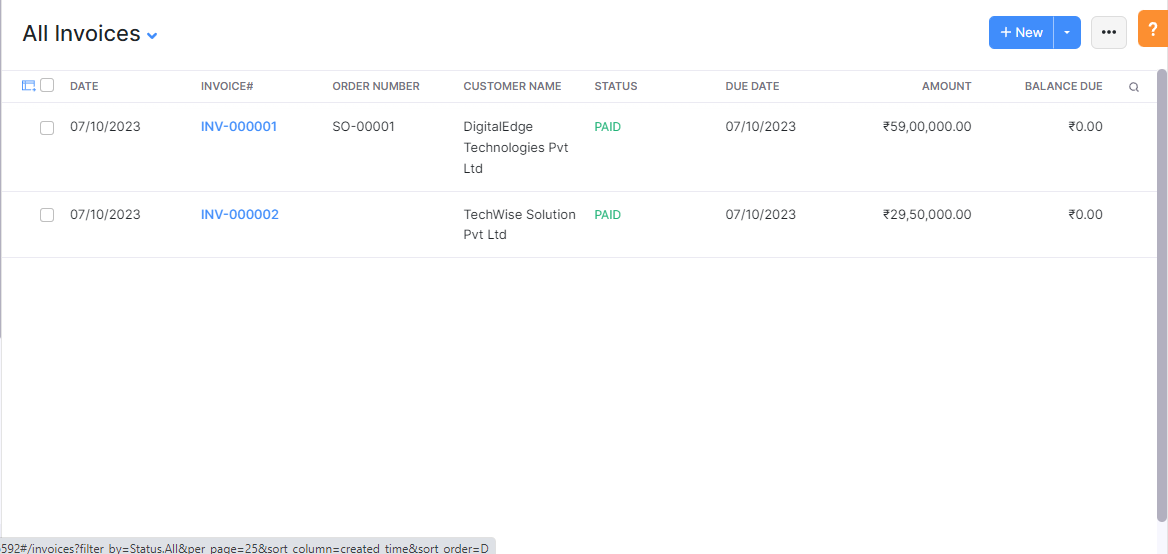 All Invoices
+ New
?
DATE INVOICE# ORDER NUMBER CUSTOMER NAME STATUS DUE DATE AMOUNT BALANCE DUE
07/10/2023 INV-000001 SO-00001 DigitalEdge PAID 07/10/2023 ₹59,00,000.00 ₹0.00
Technologies Pvt
Ltd
07/10/2023 INV-000002 TechWise Solution PAID 07/10/2023 ₹29,50,000.00 ₹0.00
Pvt Ltd
592#/invoices?filter_by=Status.All&per_page=25&sort_column=created_time&sort_order=D